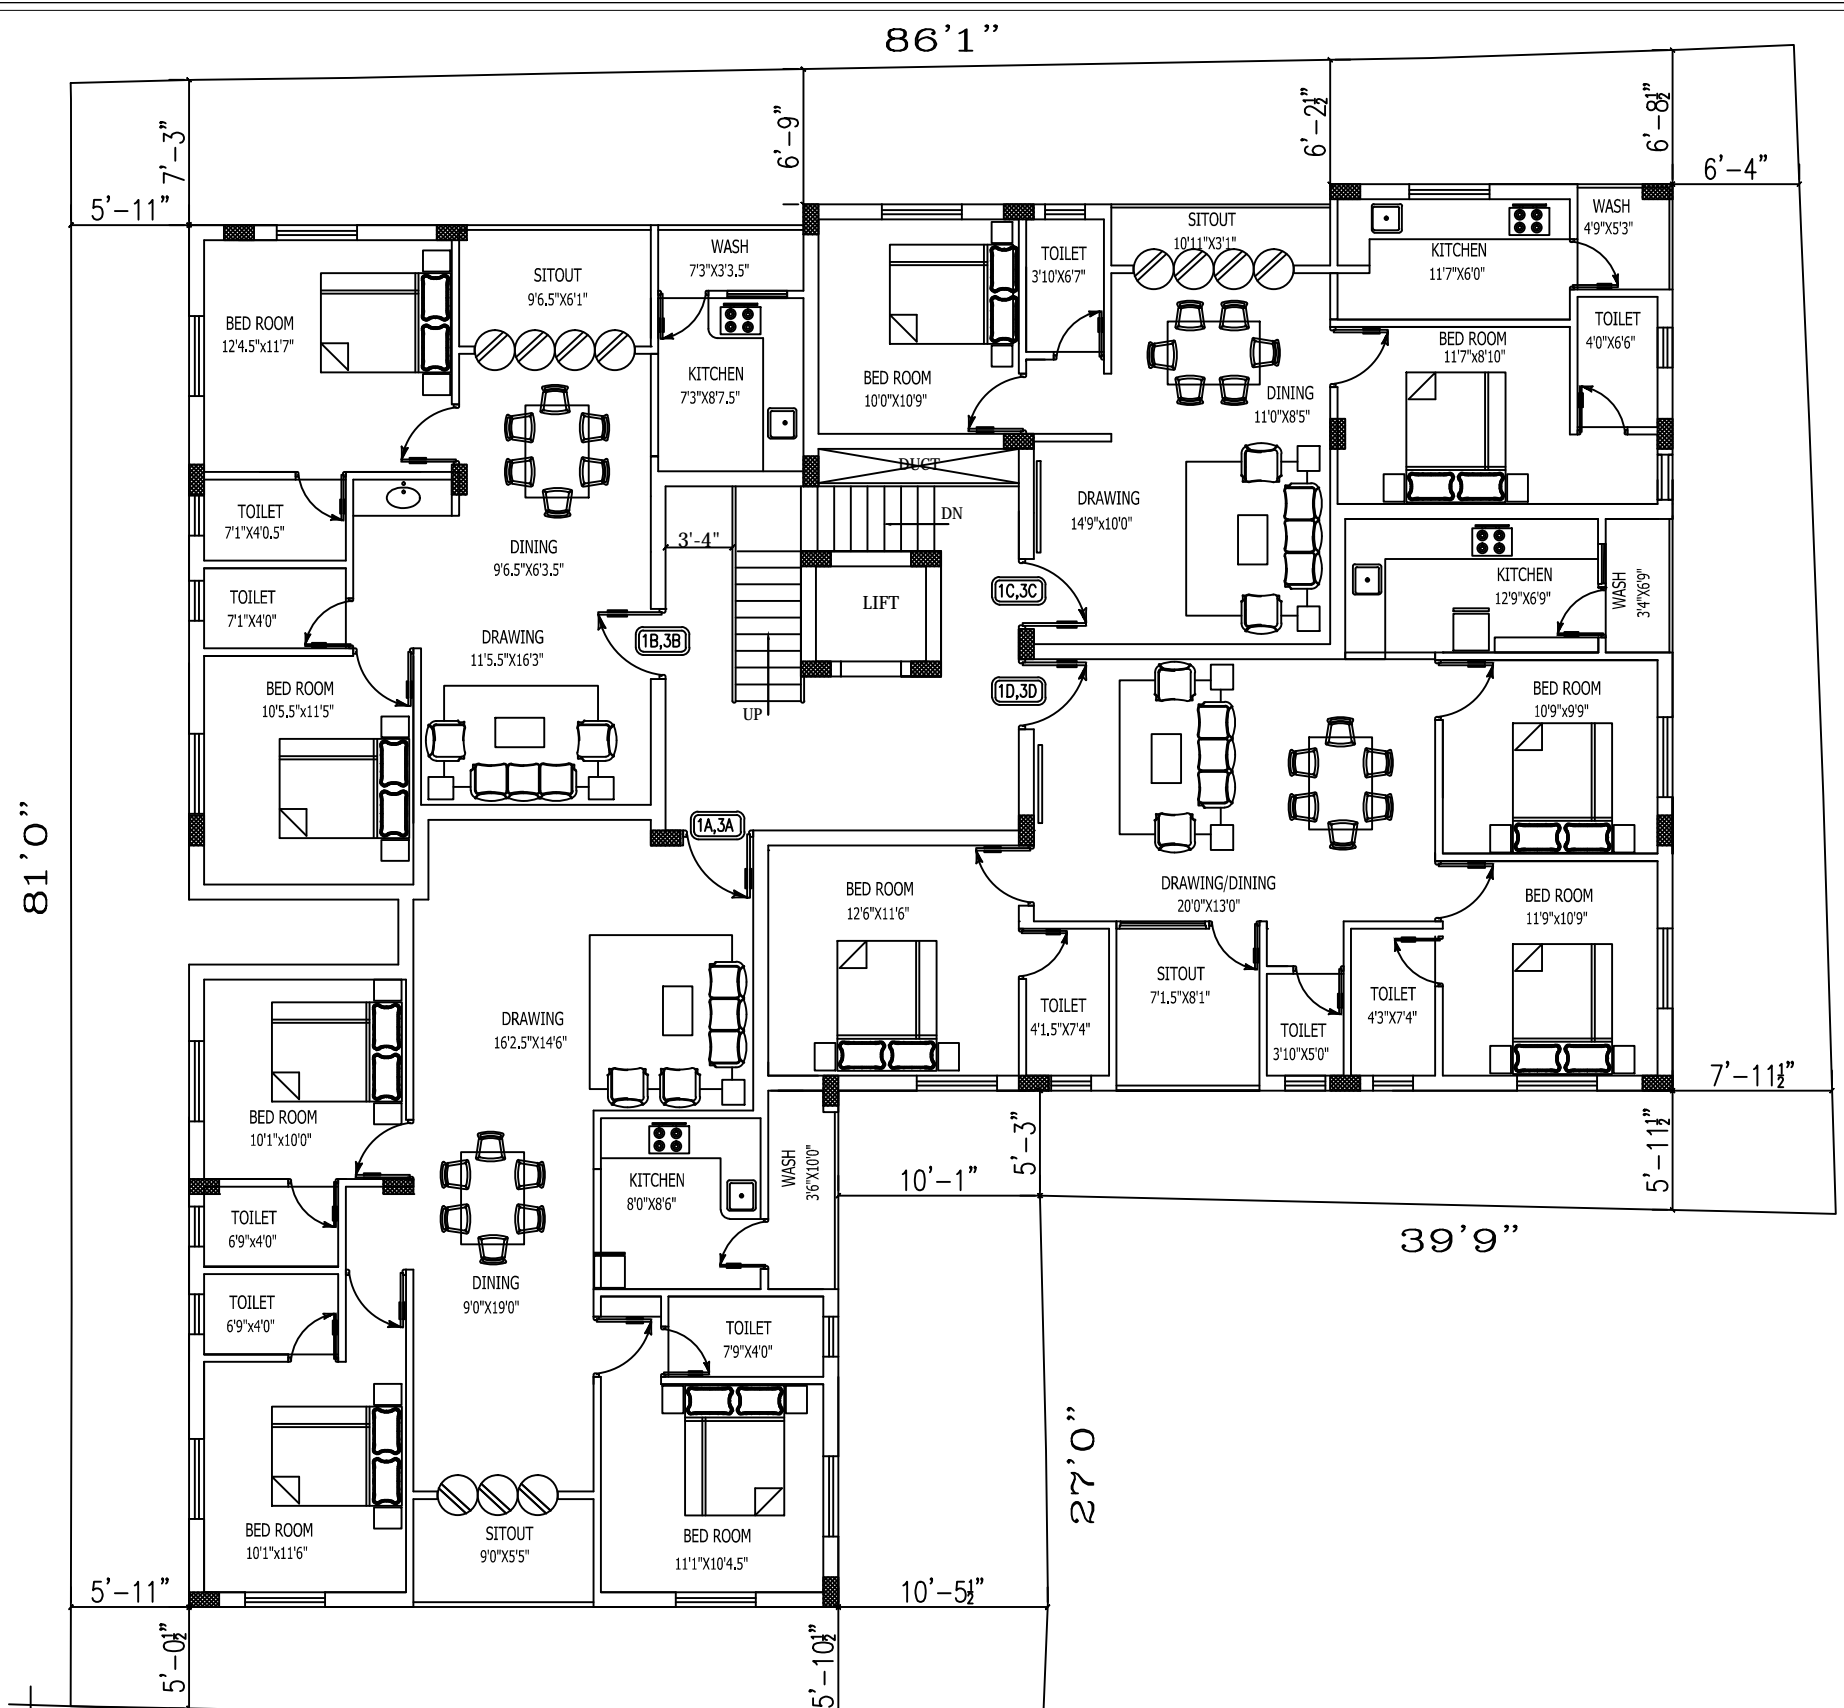 86'1"
7'-3"
6'-9"
6'-2½"
6'-8½"
5'-11"
6'-4"
BED ROOM
12'4.5"x11'7"
SITOUT
9'6.5"X6'1"
WASH
7'3"X3'3.5"
KITCHEN
7'3"X8'7.5"
TOILET
7'1"X4'0.5"
DINING
9'6.5"X6'3.5"
TOILET
7'1"X4'0"
DRAWING
11'5.5"X16'3"
BED ROOM
10'5.5"x11'5"
1B,3B
3'-4"
UP
LIFT
DN
DUCT
BED ROOM
10'0"X10'9"
TOILET
3'10"X6'7"
SITOUT
10'11"X3'1"
DINING
11'0"X8'5"
DRAWING
14'9"x10'0"
1C,3C
KITCHEN
11'7"X6'0"
WASH
4'9"X5'3"
BED ROOM
11'7"x8'10"
TOILET
4'0"X6'6"
KITCHEN
12'9"X6'9"
WASH
3'4"X6'9"
1D,3D
BED ROOM
10'9"x9'9"
DRAWING/DINING
20'0"X13'0"
BED ROOM
11'9"x10'9"
BED ROOM
12'6"X11'6"
TOILET
4'1.5"X7'4"
SITOUT
7'1.5"X8'1"
TOILET
3'10"X5'0"
TOILET
4'3"X7'4"
81'0"
1A,3A
DRAWING
16'2.5"X14'6"
BED ROOM
10'1"x10'0"
KITCHEN
8'0"X8'6"
WASH
3'6"X10'0"
TOILET
6'9"x4'0"
DINING
9'0"X19'0"
TOILET
6'9"x4'0"
TOILET
7'9"X4'0"
BED ROOM
10'1"x11'6"
SITOUT
9'0"X5'5"
BED ROOM
11'1"X10'4.5"
7'-11½"
5'-3"
5'-11½"
10'-1"
39'9"
27'0"
5'-11"
10'-5½"
5'-0½"
5'-10½"